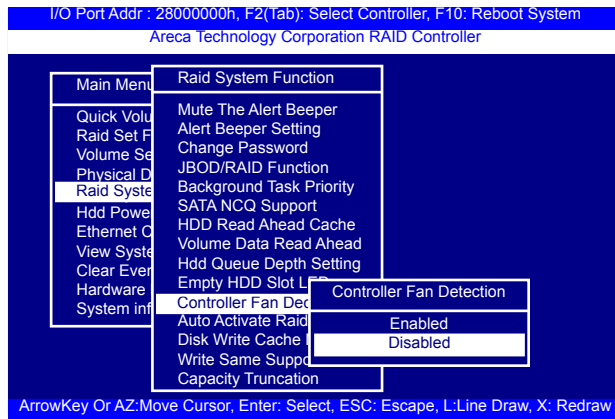 I/O Port Addr : 28000000h, F2(Tab): Select Controller, F10: Reboot System
Areca Technology Corporation RAID Controller
Main Menu
Quick Volu
Raid Set F
Volume Se
Physical D
Raid Syste
Hdd Powe
Ethernet C
View Syste
Clear Even
Hardware
System inf
Raid System Function
Mute The Alert Beeper
Alert Beeper Setting
Change Password
JBOD/RAID Function
Background Task Priority
SATA NCQ Support
HDD Read Ahead Cache
Volume Data Read Ahead
Hdd Queue Depth Setting
Empty HDD Slot LED
Controller Fan Dec
Auto Activate Raid
Disk Write Cache
Write Same Suppo
Capacity Truncation
Controller Fan Detection
Enabled
Disabled
ArrowKey Or AZ:Move Cursor, Enter: Select, ESC: Escape, L:Line Draw, X: Redraw